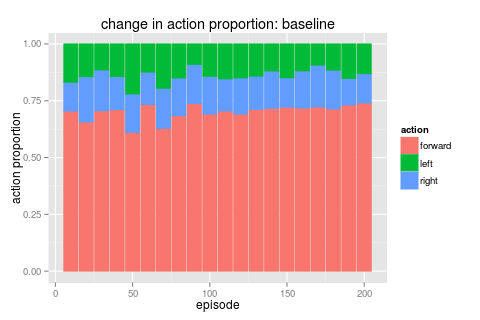 change in action proportion: baseline
action proportion
1.00
0.75
0.50
0.25
0.00
0
50
100
150
200
episode
action
forward
left
right